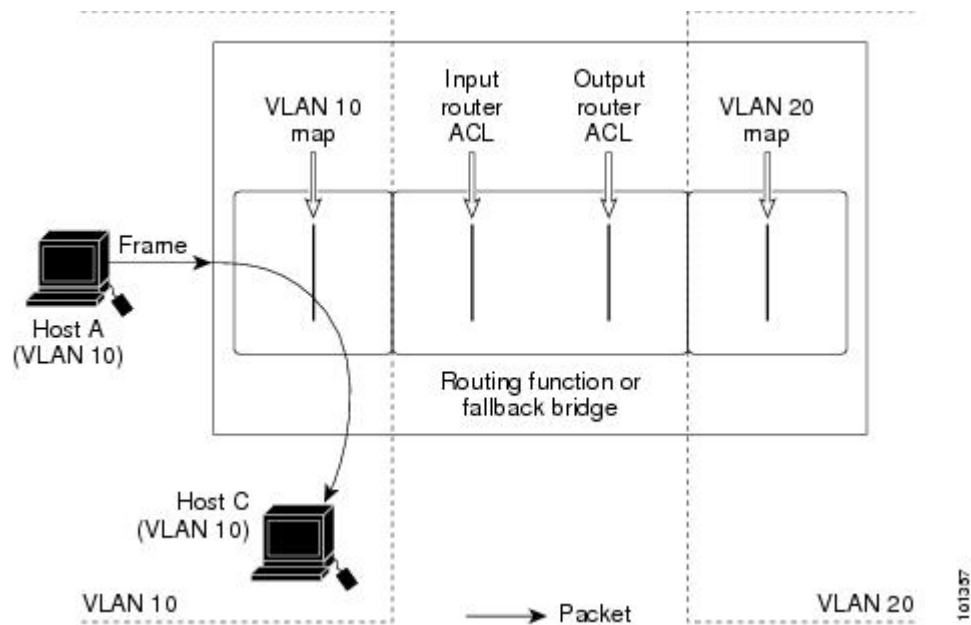 VLAN 10
map
Input
router
ACL
Output
router
ACL
VLAN 20
map
Frame
Host A
(VLAN 10)
Routing function or
fallback bridge
Host C
(VLAN 10)
VLAN 10
Packet
VLAN 20
101357